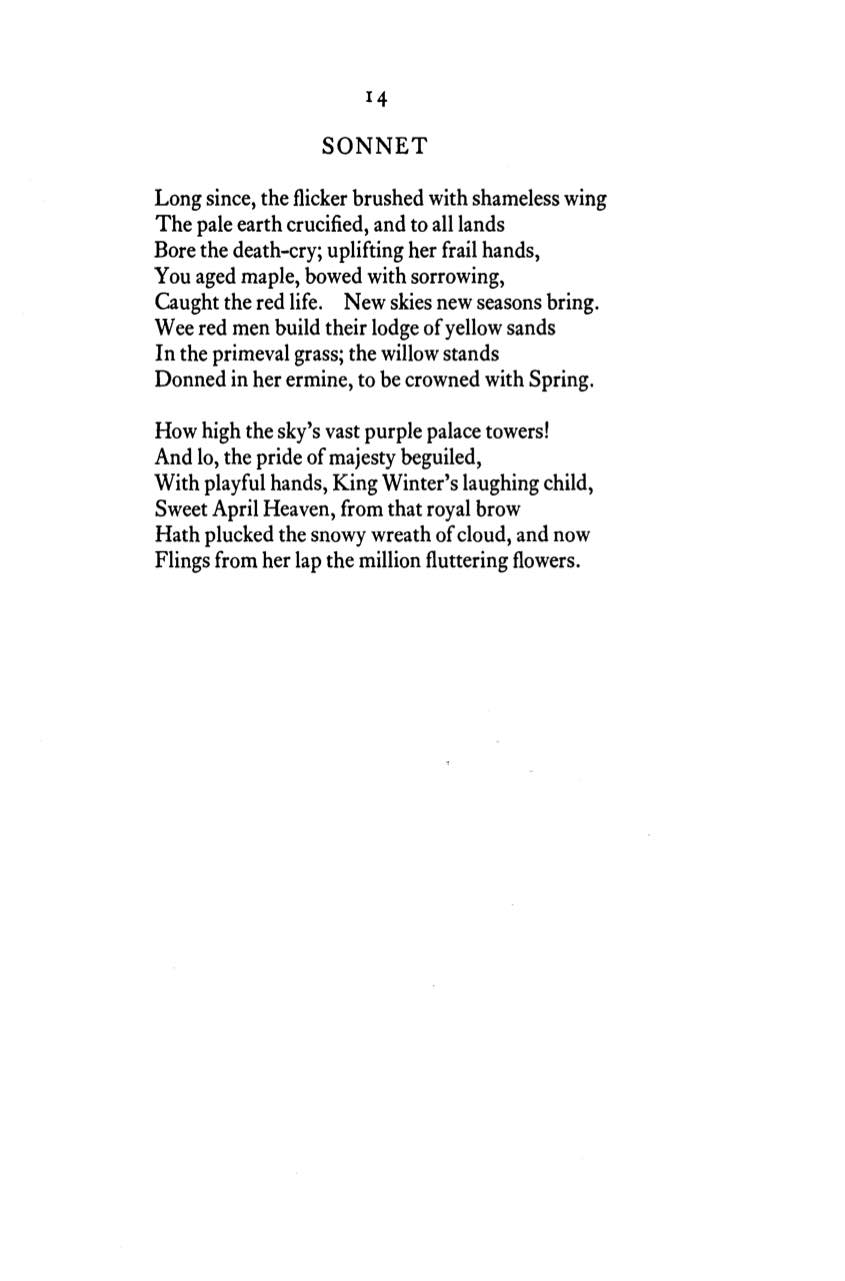 14
SONNET
Long since, the flicker brushed with shameless wing
The pale earth crucified, and to all lands
Bore the death-cry; uplifting her frail hands,
You aged maple, bowed with sorrowing,
Caught the red life. New skies new seasons bring.
Wee red men build their lodge of yellow sands
In the primeval grass; the willow stands
Donned in her ermine, to be crowned with Spring.
How high the sky's vast purple palace towers!
And lo, the pride of majesty beguiled,
With playful hands, King Winter's laughing child,
Sweet April Heaven, from that royal brow
Hath plucked the snowy wreath of cloud, and now
Flings from her lap the million fluttering flowers.